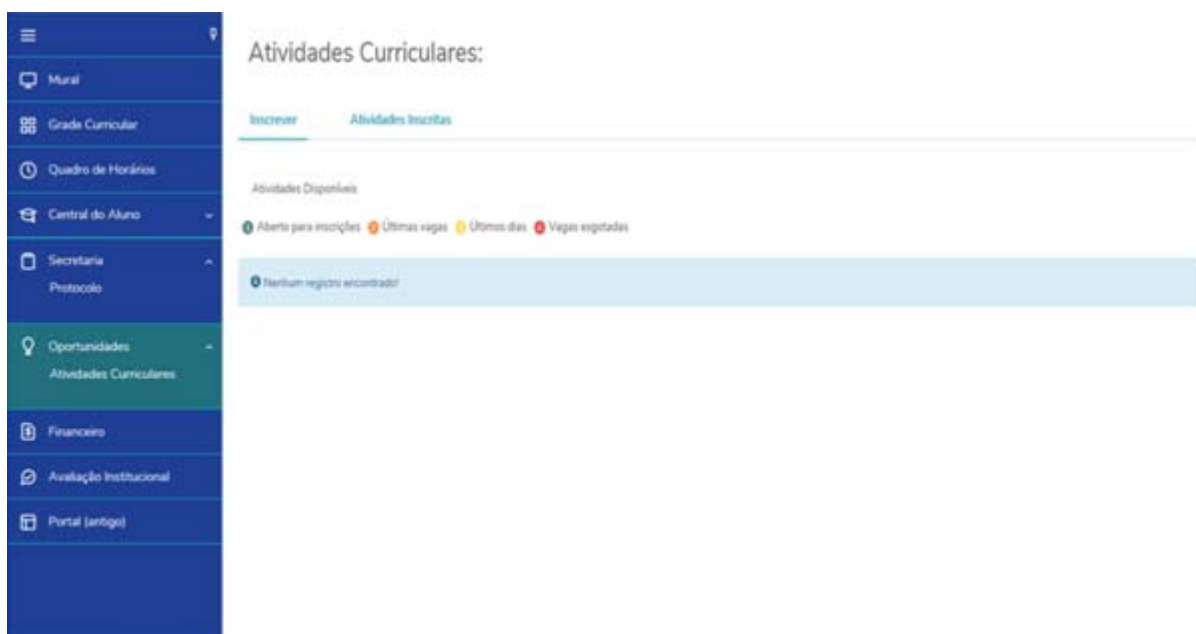 Mural
Grade Curricular
Quadro de Horários
Central do Aluno
Secretaria
Protocolo
Oportunidades
Atividades Curriculares
Financeiro
Avaliação Institucional
Portal (antigo)
Atividades Curriculares:
Inscrever Atividades Inscritas
Atividades Disponíveis
Aberto para inscrições Últimas vagas Últimos dias Vagas esgotadas
Nenhum registro encontrado!